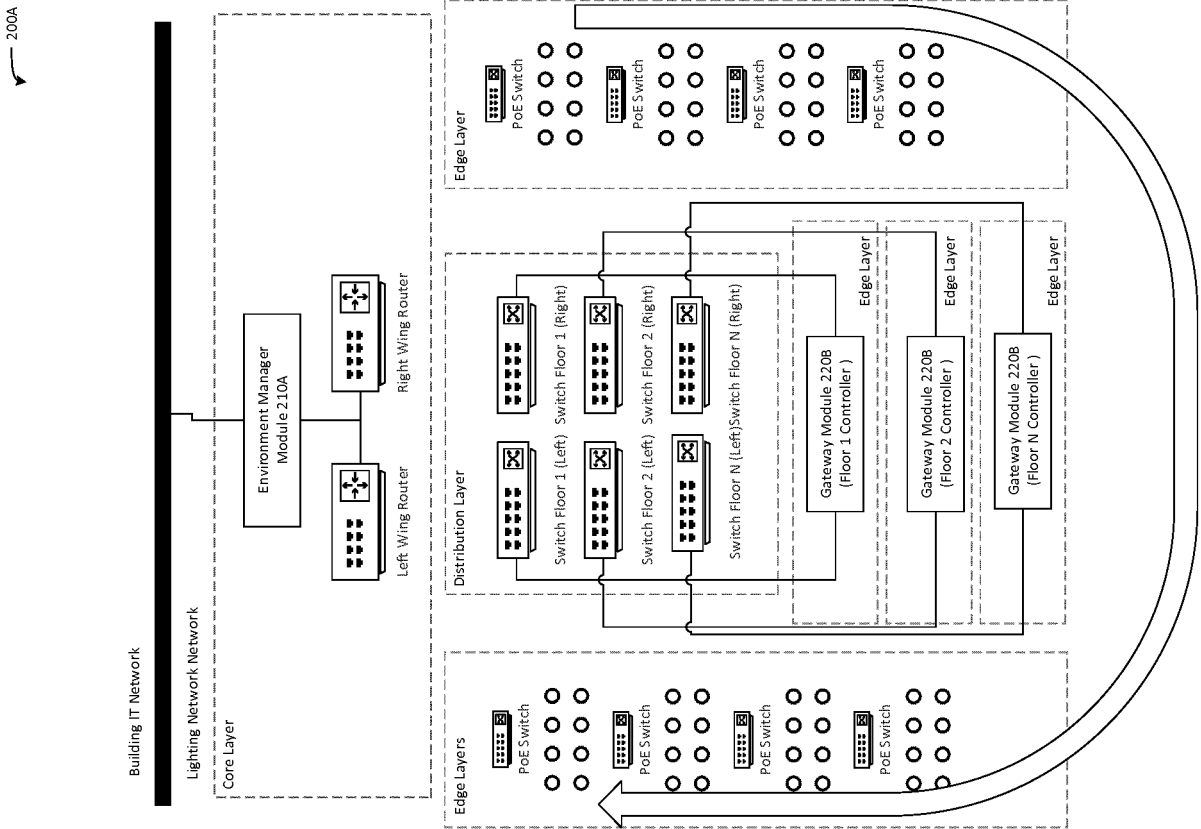 200A
Building IT Network
Lighting Network Network
Core Layer
Environment Manager
Module 210A
Left Wing Router
Right Wing Router
Edge Layers
PoE Switch
PoE Switch
PoE Switch
PoE Switch
Distribution Layer
Switch Floor 1 (Left)
Switch Floor 1 (Right)
Switch Floor 2 (Left)
Switch Floor 2 (Right)
Switch Floor N (Left)
Switch Floor N (Right)
Gateway Module 220B
(Floor 1 Controller )
Edge Layer
Gateway Module 220B
(Floor 2 Controller )
Edge Layer
Gateway Module 220B
(Floor N Controller )
Edge Layer
Edge Layer
PoE Switch
PoE Switch
PoE Switch
PoE Switch